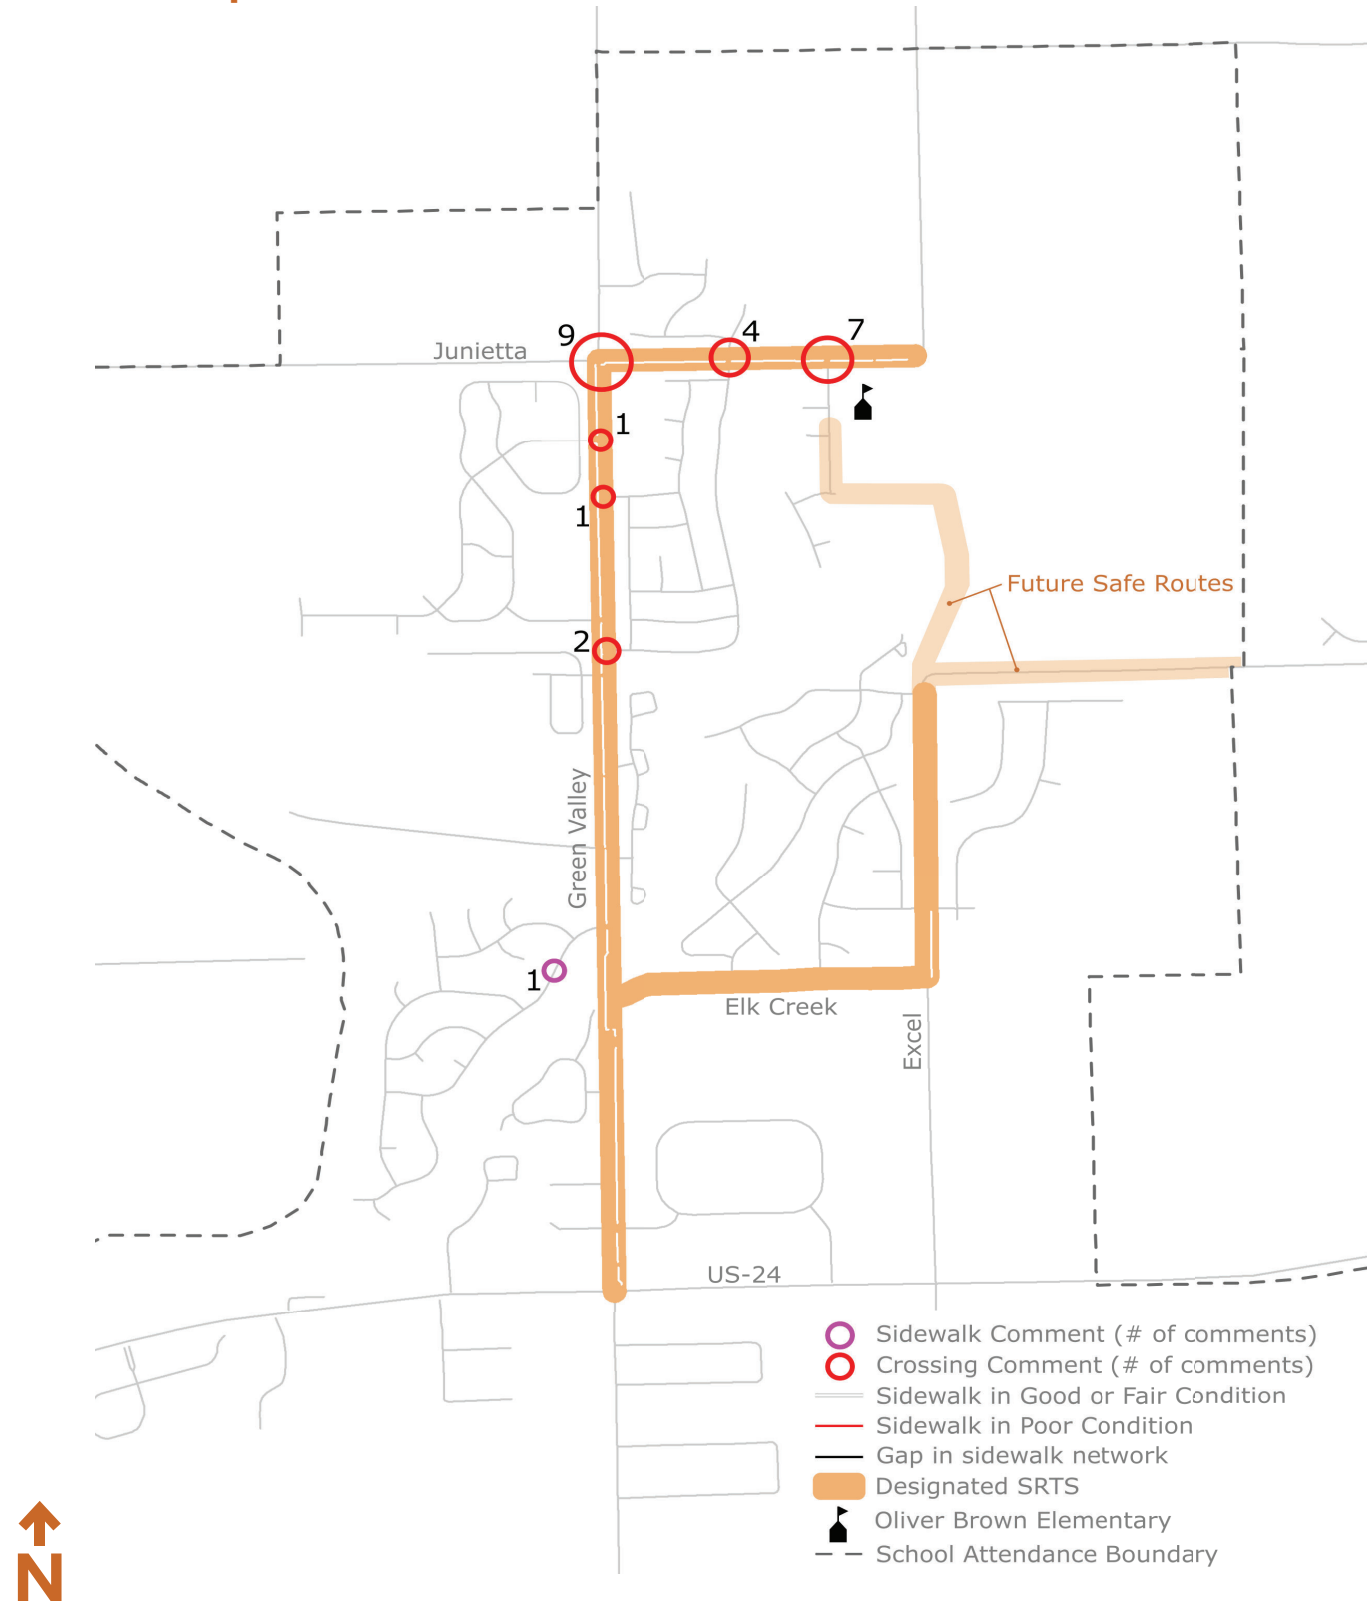 9
4
7
Junietta
1
1
Future Safe Routes
2
Green Valley
1
Elk Creek
Excel
US-24
Sidewalk Comment (# of comments)
Crossing Comment (# of comments)
Sidewalk in Good or Fair Condition
Sidewalk in Poor Condition
Gap in sidewalk network
Designated SRTS
Oliver Brown Elementary
School Attendance Boundary
N